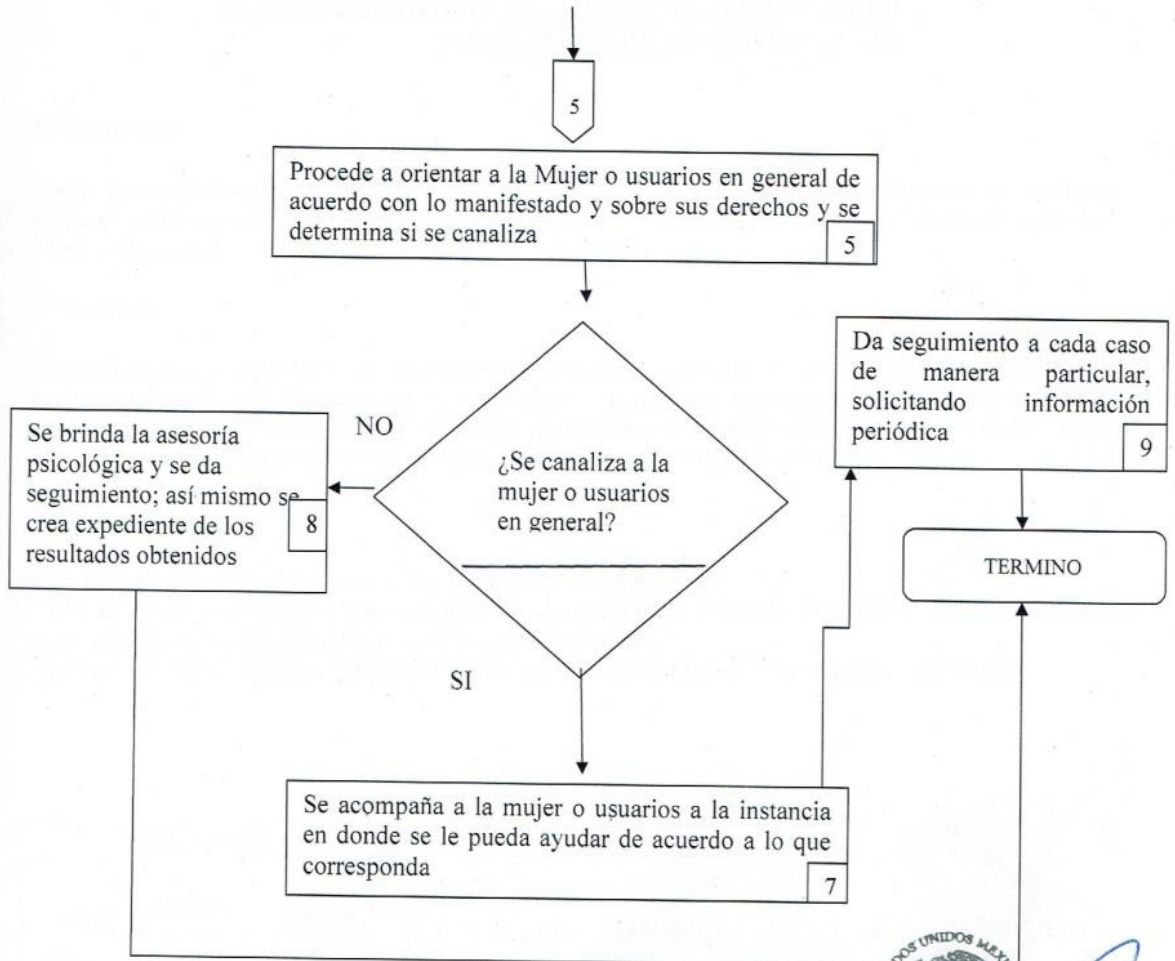 5
Procede a orientar a la Mujer o usuarios en general de
acuerdo con lo manifestado y sobre sus derechos y se
determina si se canaliza
5
¿Se canaliza a la
mujer o usuarios
en general?
NO
Se brinda la asesoría
psicológica y se da
seguimiento; así mismo se
crea expediente de los
resultados obtenidos
8
SI
Se acompaña a la mujer o usuarios a la instancia
en donde se le pueda ayudar de acuerdo a lo que
corresponda
7
Da seguimiento a cada caso
de manera particular,
solicitando información
periódica
9
TERMINO
UNIDOS